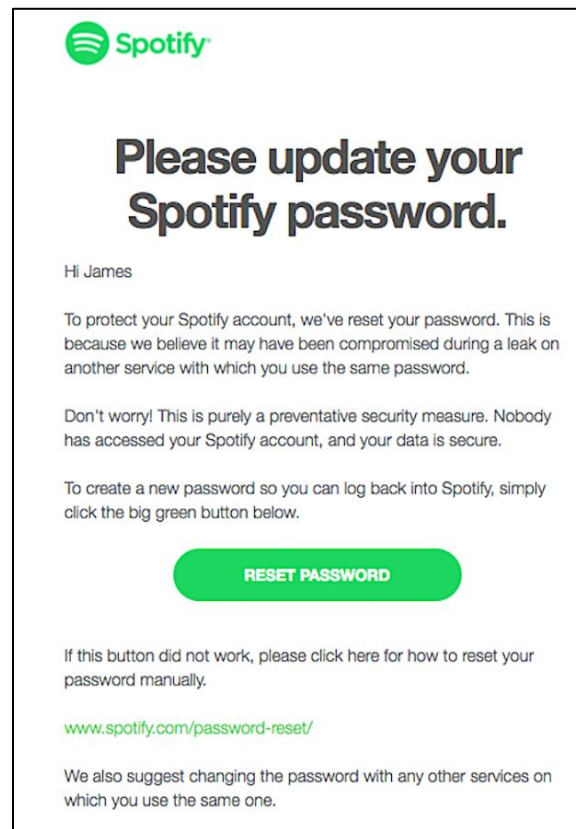 Spotify
Please update your
Spotify password.
Hi James
To protect your Spotify account, we've reset your password. This is
because we believe it may have been compromised during a leak on
another service with which you use the same password.
Don't worry! This is purely a preventative security measure. Nobody
has accessed your Spotify account, and your data is secure.
To create a new password so you can log back into Spotify, simply
click the big green button below.
RESET PASSWORD
If this button did not work, please click here for how to reset your
password manually.
www.spotify.com/password-reset/
We also suggest changing the password with any other services on
which you use the same one.